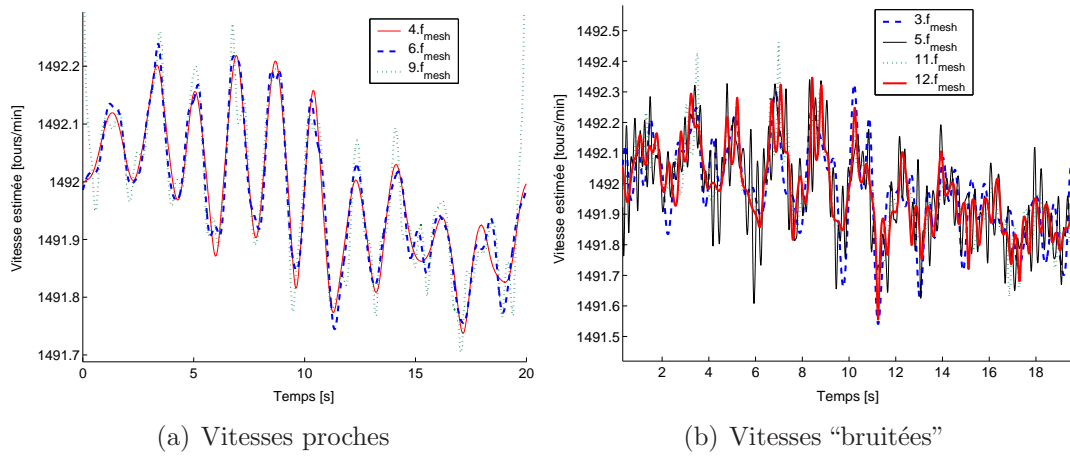 4.f_mesh
6.f_mesh
9.f_mesh
1492.2
1492.1
1492
1491.9
1491.8
1491.7
Vitesse estimée [tours/min]
0
5
10
15
20
Temps [s]
(a) Vitesses proches
3.f_mesh
5.f_mesh
11.f_mesh
12.f_mesh
1492.5
1492.4
1492.3
1492.2
1492.1
1492
1491.9
1491.8
1491.7
1491.6
1491.5
Vitesse estimée [tours/min]
2
4
6
8
10
12
14
16
18
Temps [s]
(b) Vitesses “bruitées”